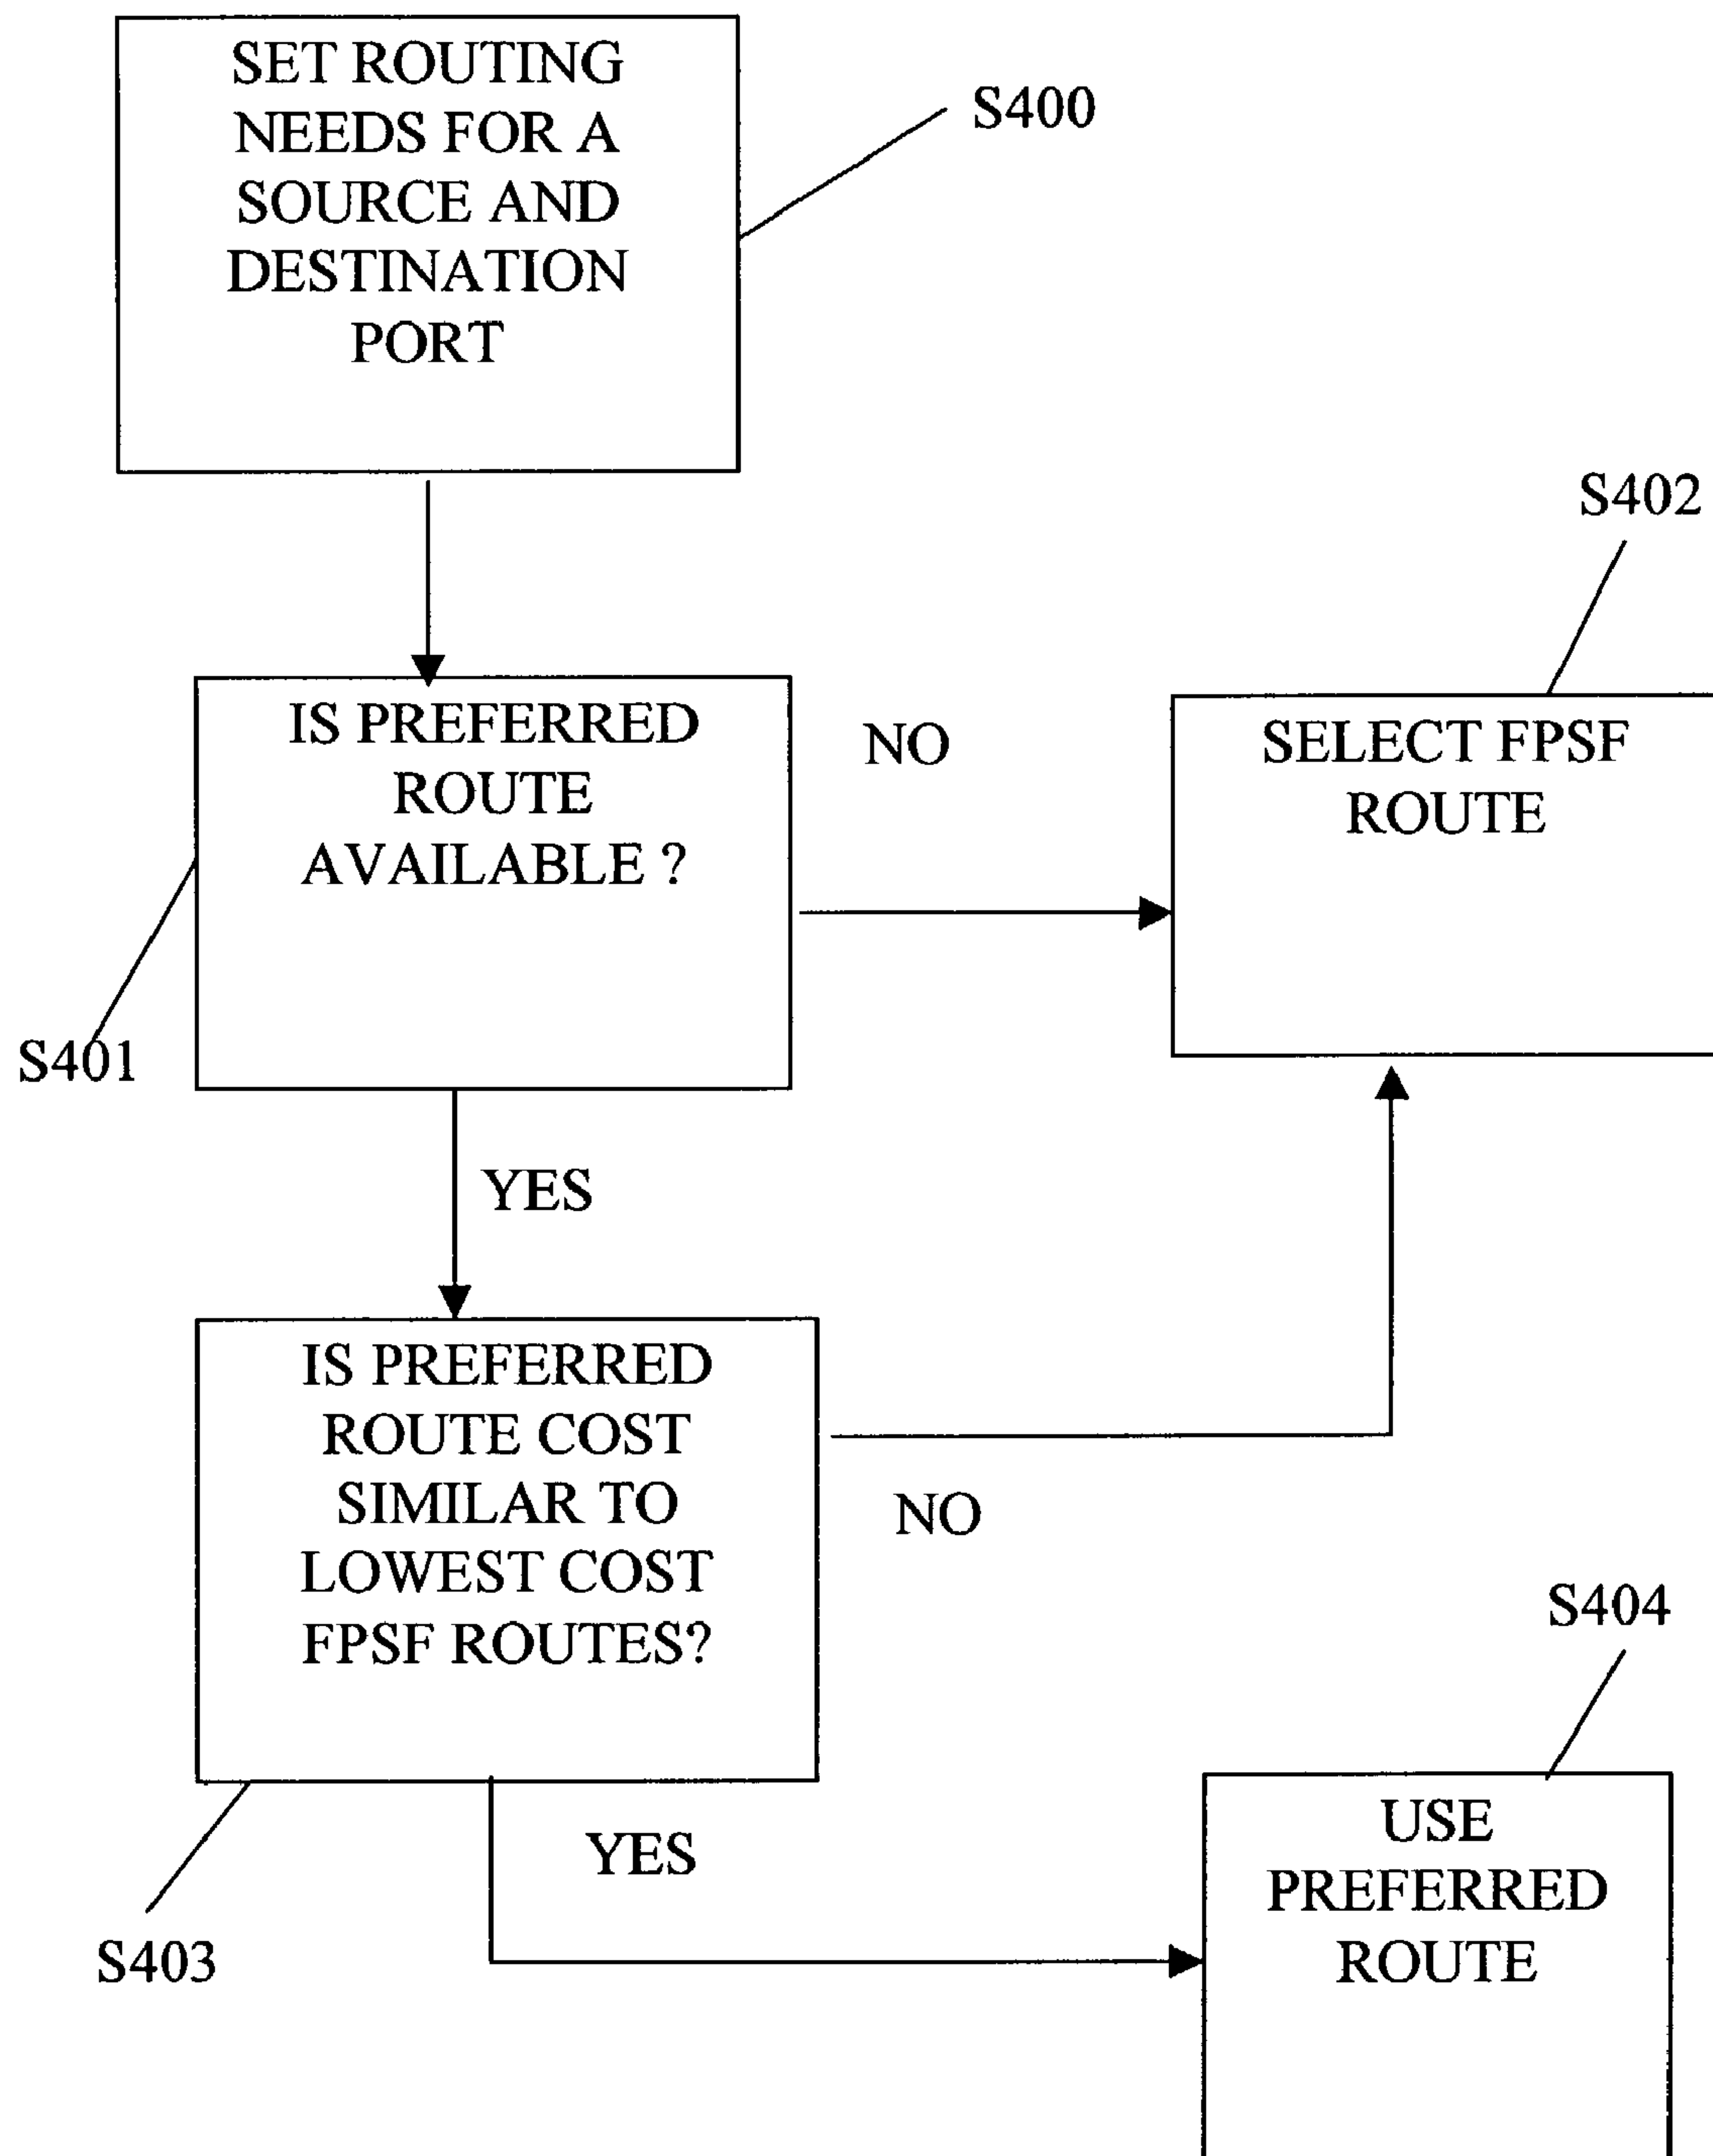 SET ROUTING
NEEDS FOR A
SOURCE AND
DESTINATION
PORT
S400
S402
IS PREFERRED
ROUTE
AVAILABLE ?
NO
SELECT FPSF
ROUTE
S401
YES
IS PREFERRED
ROUTE COST
SIMILAR TO
LOWEST COST
FPSF ROUTES?
NO
S404
YES
USE
PREFERRED
ROUTE
S403